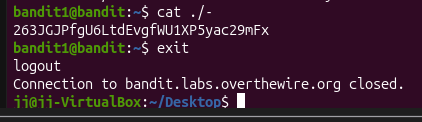 bandit1@bandit:~$ cat ./-
263JGJPfgU6LtdEvgfWU1XP5yac29mFx
bandit1@bandit:~$ exit
logout
Connection to bandit.labs.overthewire.org closed.
jj@jj-VirtualBox:~/Desktop$